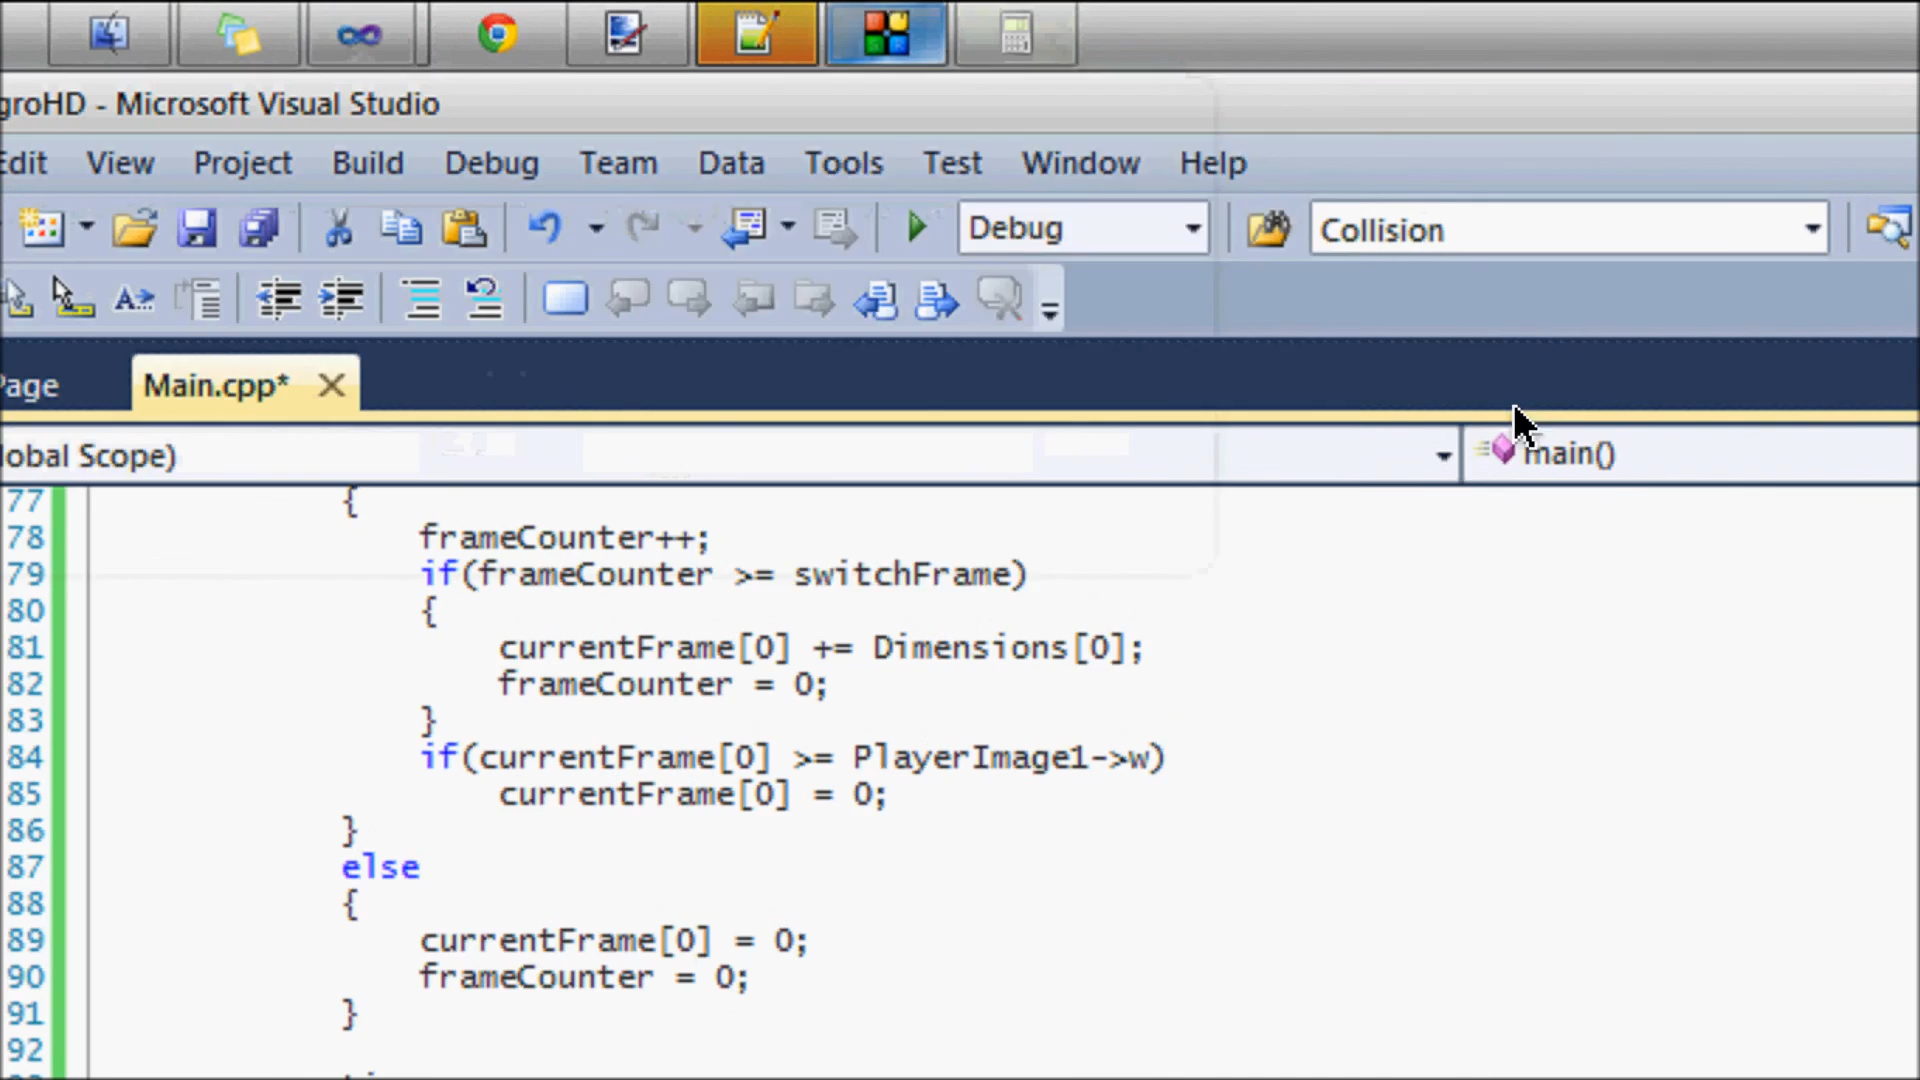 groHD - Microsoft Visual Studio
Edit View Project Build Debug Team Data Tools Test Window Help
Debug Collision
Page Main.cpp*
lobal Scope) main()
77 {
78 frameCounter++;
79 if(frameCounter >= switchFrame)
80 {
81 currentFrame[0] += Dimensions[0];
82 frameCounter = 0;
83 }
84 if(currentFrame[0] >= PlayerImage1->w)
85 currentFrame[0] = 0;
86 }
87 else
88 {
89 currentFrame[0] = 0;
90 frameCounter = 0;
91 }
92